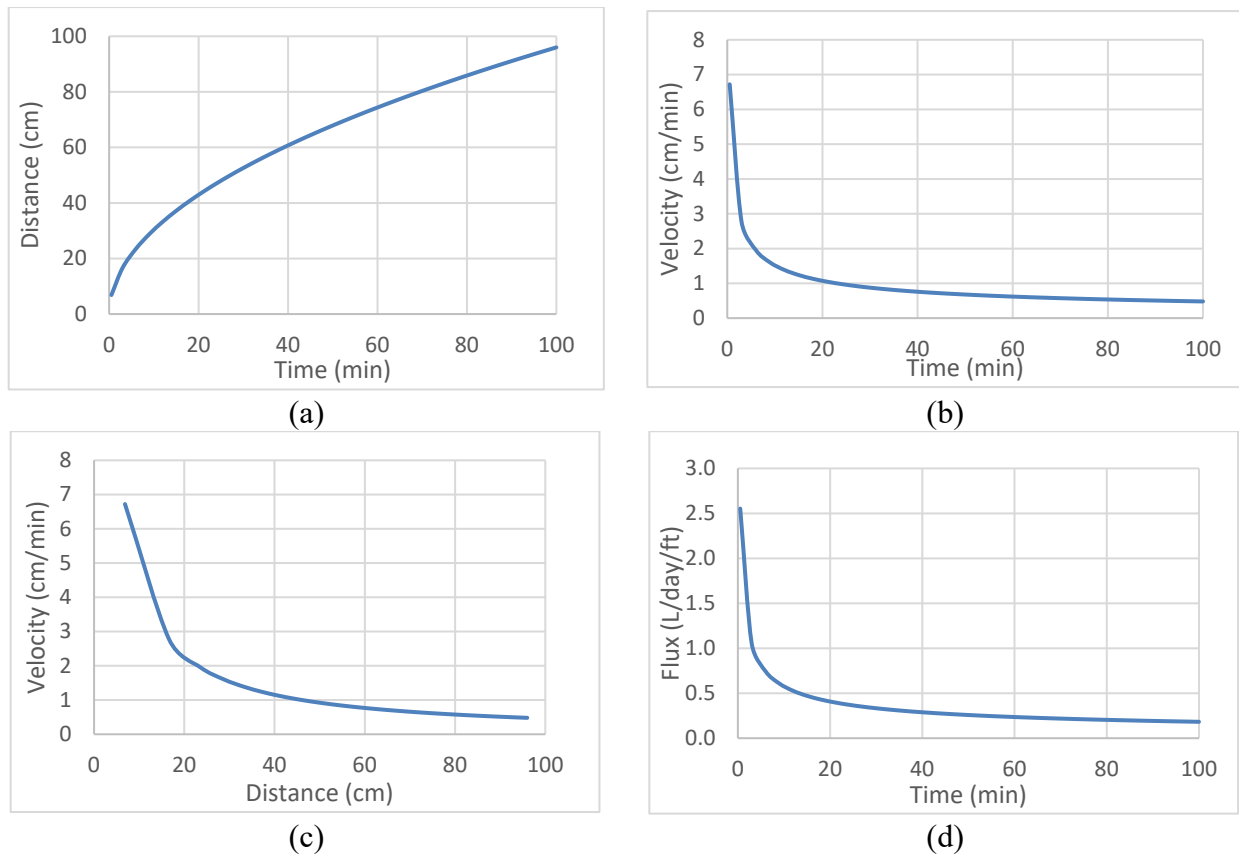 Distance (cm)
100
80
60
40
20
0
0 20 40 60 80 100
Time (min)
(a)
Velocity (cm/min)
8
7
6
5
4
3
2
1
0
0 20 40 60 80 100
Time (min)
(b)
Velocity (cm/min)
8
7
6
5
4
3
2
1
0
0 20 40 60 80 100
Distance (cm)
(c)
Flux (L/day/ft)
3.0
2.5
2.0
1.5
1.0
0.5
0.0
0 20 40 60 80 100
Time (min)
(d)